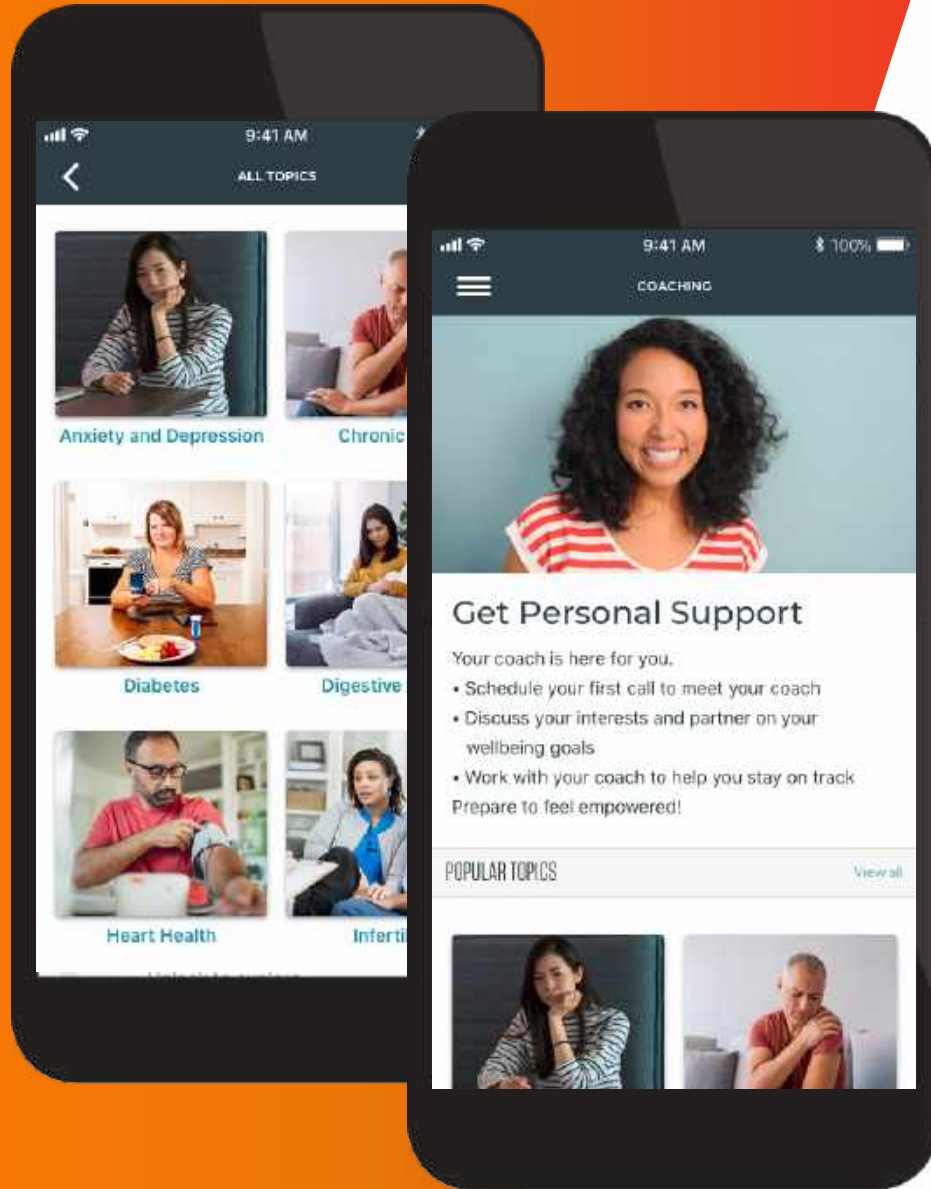 9:41 AM
ALL TOPICS
Anxiety and Depression
Chronic
Diabetes
Digestive
Heart Health
Inferti
9:41 AM
100%
COACHING
Get Personal Support
Your coach is here for you.
• Schedule your first call to meet your coach
• Discuss your interests and partner on your
wellbeing goals
• Work with your coach to help you stay on track
Prepare to feel empowered!
POPULAR TOPICS
View all